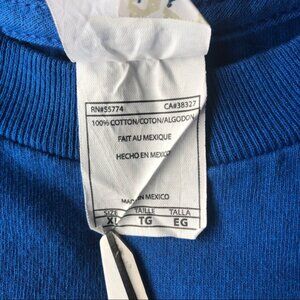 RN#55774 CA#38327
100% COTTON/COTON/ALGODON
FAIT AU MEXIQUE
HECHO EN MEXICO
MADE IN MEXICO
SIZE TAILLE TALLA
XL TG EG